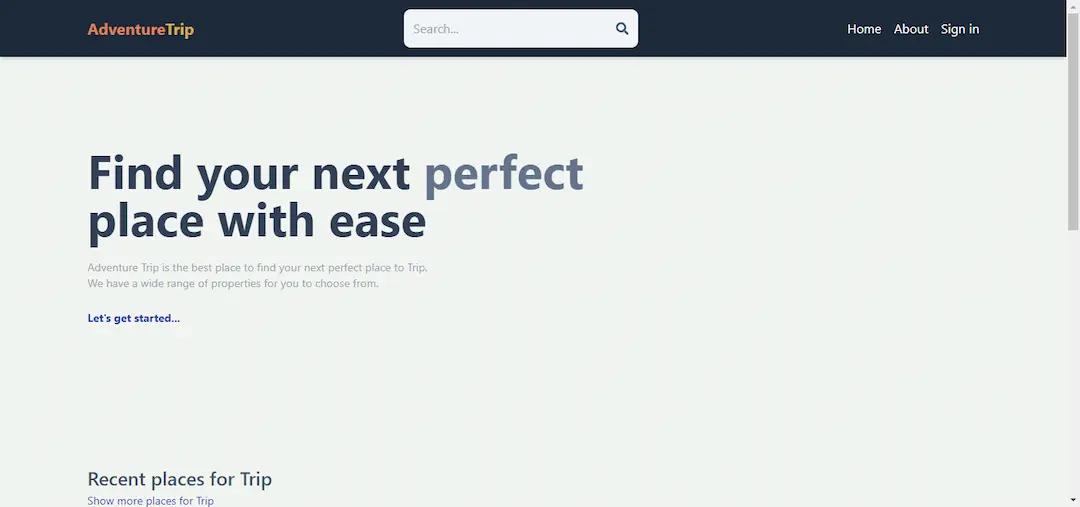 AdventureTrip
Search...
Home About Sign in
Find your next perfect
place with ease
Adventure Trip is the best place to find your next perfect place to Trip.
We have a wide range of properties for you to choose from.
Let's get started...
Recent places for Trip
Show more places for Trip